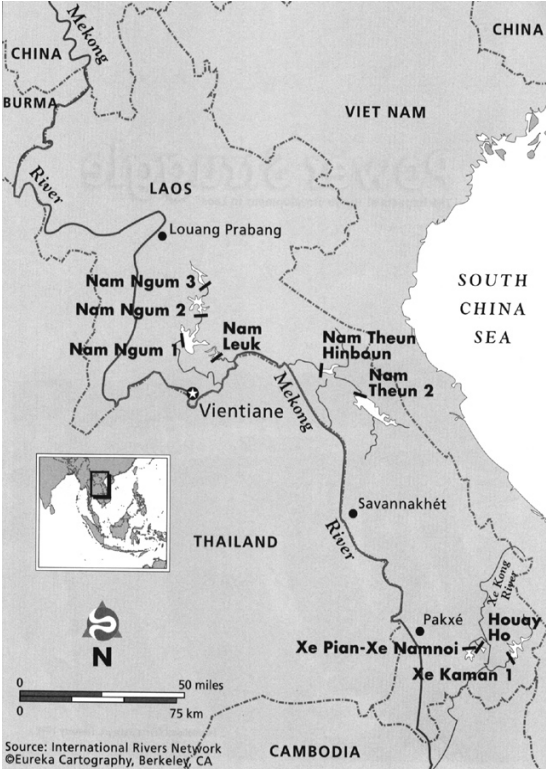 Mekong
CHINA
CHINA
BURMA
VIET NAM
River
LAOS
Louang Prabang
SOUTH
CHINA
SEA
Nam Ngum 3
Nam Ngum 2
Nam Ngum 1
Nam
Leuk
Nam Theun
Hinboun
Nam
Theun 2
Mekong
Vientiane
Savannakhét
River
THAILAND
Xe Kong
River
N
Pakxé
Houay
Ho
Xe Pian-Xe Namnoi
Xe Kaman 1
0
50 miles
0
75 km
Source: International Rivers Network
©Eureka Cartography, Berkeley, CA
CAMBODIA